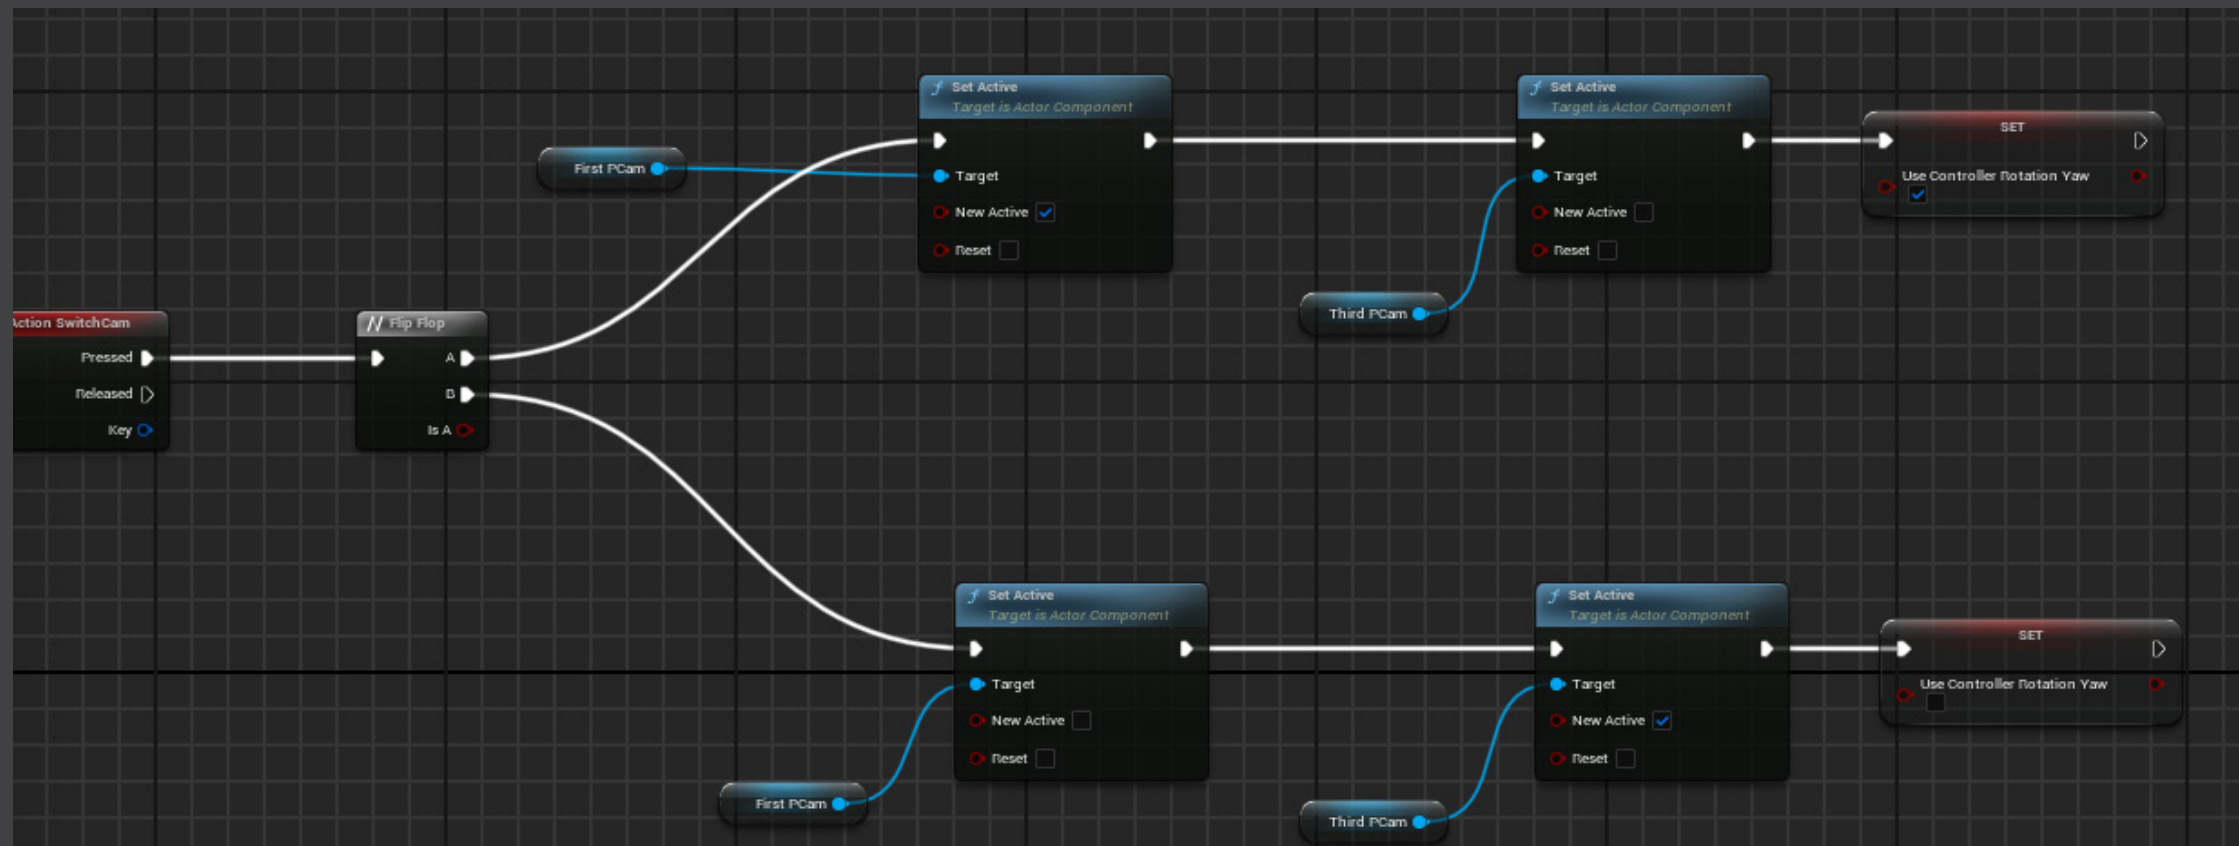 Set Active
Target is Actor Component
Target
New Active
Reset
First PCam
Set Active
Target is Actor Component
Target
New Active
Reset
Third PCam
SET
Use Controller Rotation Yaw
Action SwitchCam
Pressed
Released
Key
Flip Flop
A
B
Is A
Set Active
Target is Actor Component
Target
New Active
Reset
First PCam
Set Active
Target is Actor Component
Target
New Active
Reset
Third PCam
SET
Use Controller Rotation Yaw